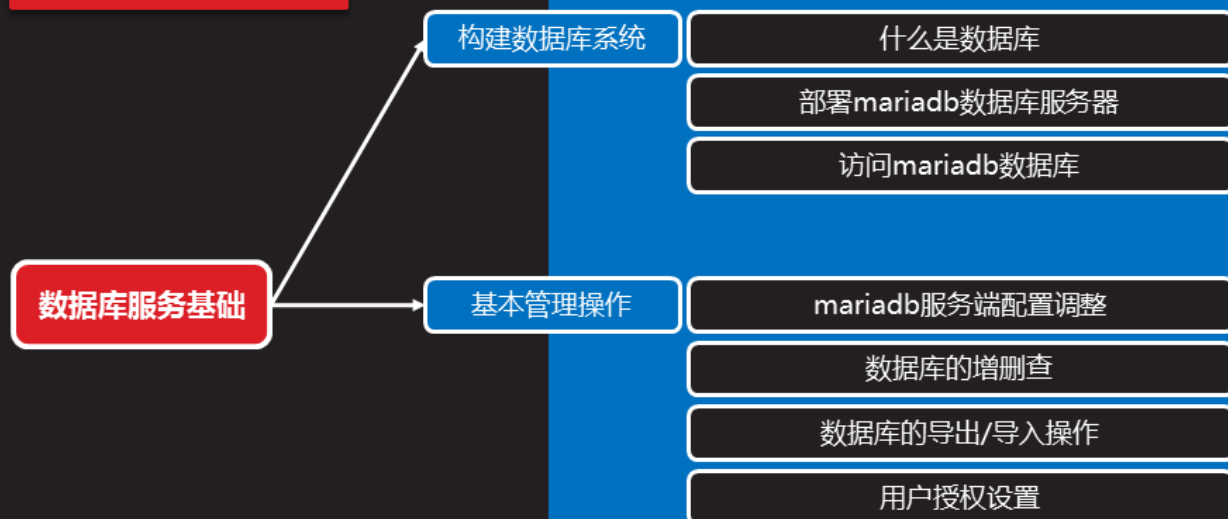 构建数据库系统
什么是数据库
部署mariadb数据库服务器
访问mariadb数据库
数据库服务基础
基本管理操作
mariadb服务端配置调整
数据库的增删查
数据库的导出/导入操作
用户授权设置